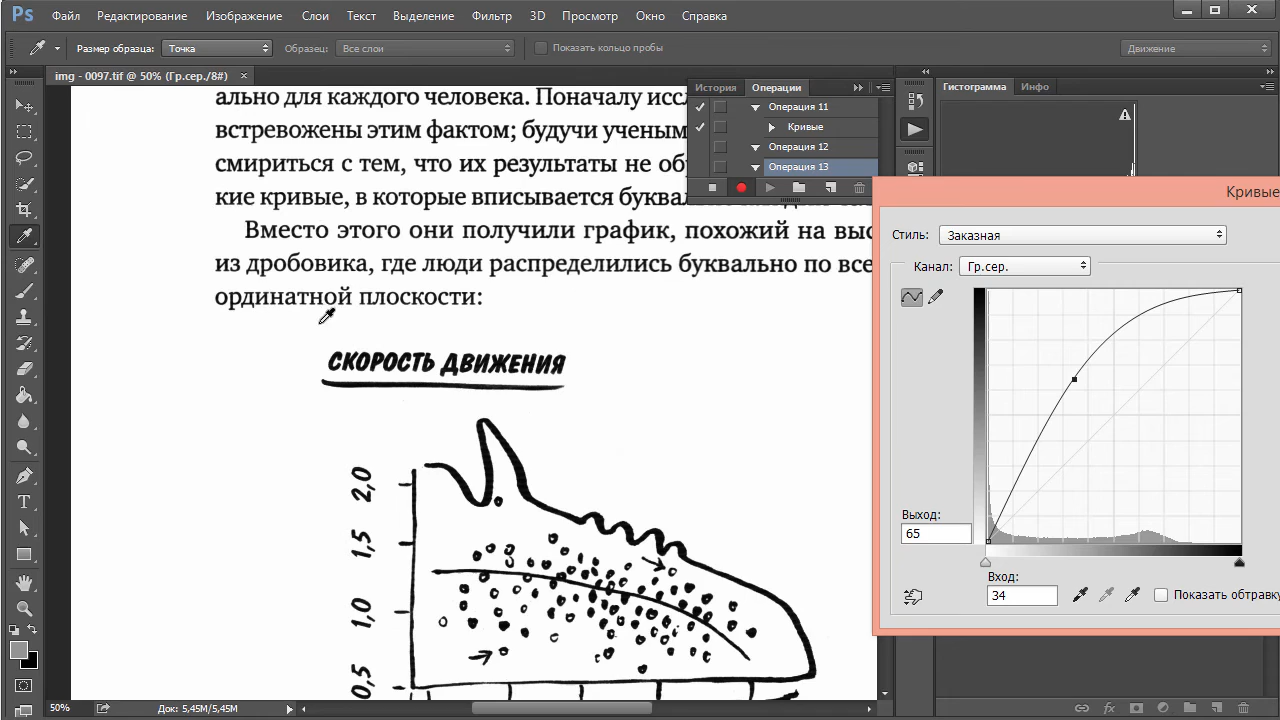 Ps Файл Редактирование Изображение Слои Текст Выделение Фильтр 3D Просмотр Окно Справка
Размер образца: Точка Образец: Все слои Показать кольцо пробы Движение
img - 0097.tif @ 50% (Гр.сер./8#)
История Операции
Гистограмма Инфо
Операция 11
Кривые
Операция 12
Операция 13
ально для каждого человека. Поначалу
встревожены этим фактом; будучи
смириться с тем, что их результаты не
кие кривые, в которые вписывается
Вместо этого они получили график, похожий на
из дробовика, где люди распределились буквально по все
ординатной плоскости:
СКОРОСТЬ ДВИЖЕНИЯ
2,0
1,5
1,0
0,5
Кривые
Стиль: Заказная
Канал: Гр.сер.
Выход:
65
Вход:
34
Показать обтравку
T
fx
50% Док: 5,45M/5,45M